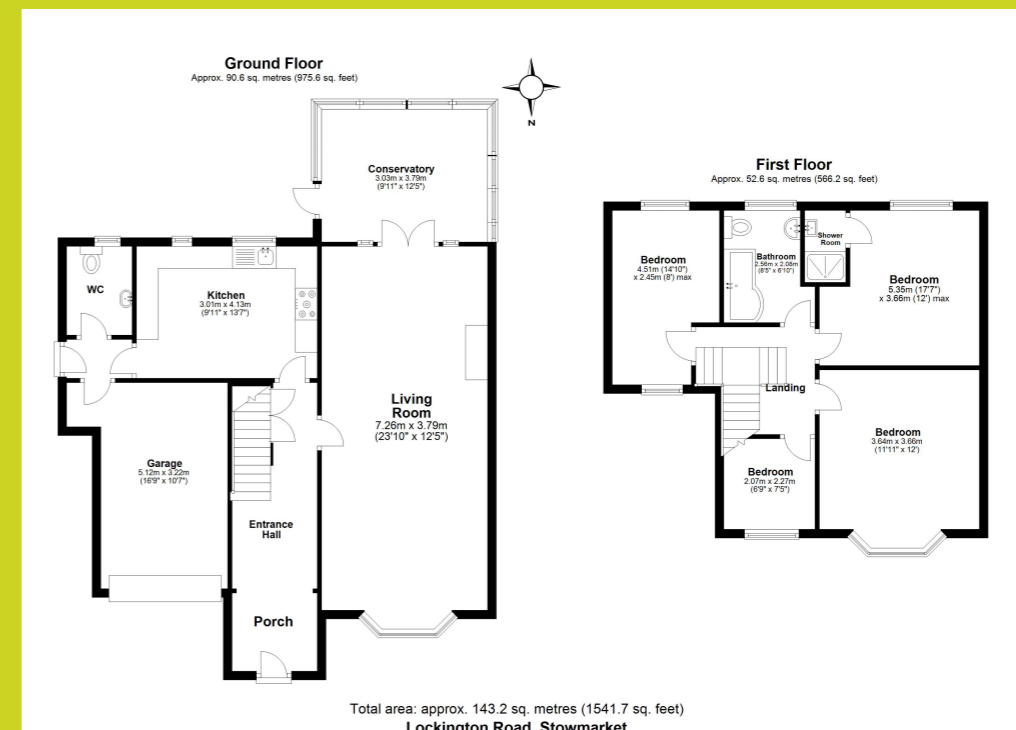 Ground Floor
Approx. 90.6 sq. metres (975.6 sq. feet)
N
Conservatory
3.03m x 3.79m
(9'11" x 12'5")
WC
Kitchen
3.01m x 4.13m
(9'11" x 13'7")
Living
Room
7.26m x 3.79m
(23'10" x 12'5")
Garage
5.12m x 3.22m
(16'9" x 10'7")
Entrance
Hall
Porch
First Floor
Approx. 52.6 sq. metres (566.2 sq. feet)
Bedroom
4.51m (14'10")
x 2.45m (8') max
Bathroom
2.56m x 2.08m
(8'5" x 6'10")
Shower
Room
Bedroom
5.35m (17'7")
x 3.66m (12') max
Landing
Bedroom
3.64m x 3.66m
(11'11" x 12')
Bedroom
2.07m x 2.27m
(6'9" x 7'5")
Total area: approx. 143.2 sq. metres (1541.7 sq. feet)
Lockington Road, Stowmarket